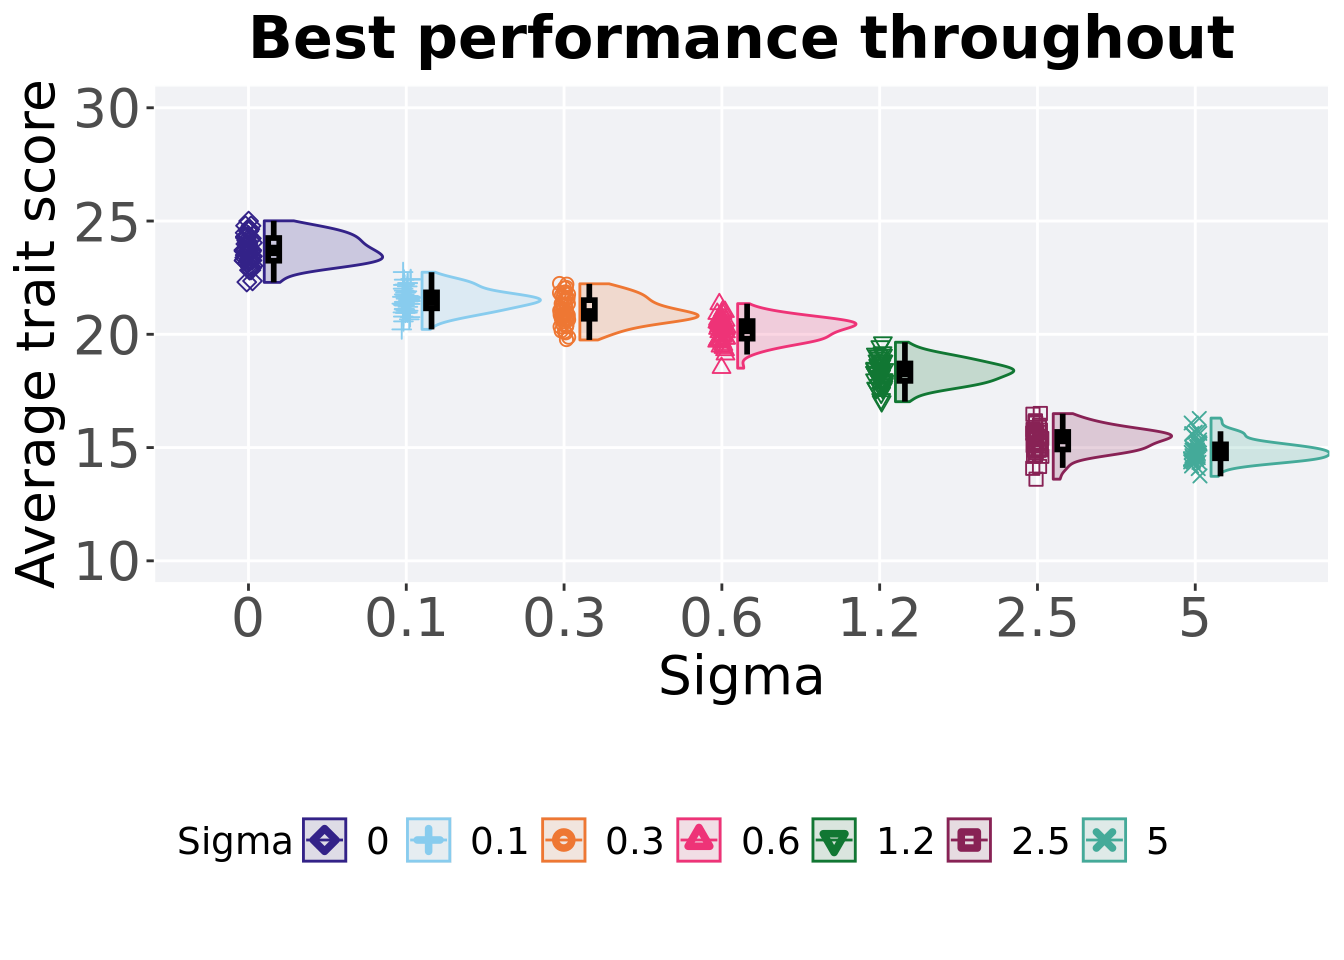 Best performance throughout
Average trait score
30
25
20
15
10
0 0.1 0.3 0.6 1.2 2.5 5
Sigma
Sigma 0 0.1 0.3 0.6 1.2 2.5 5